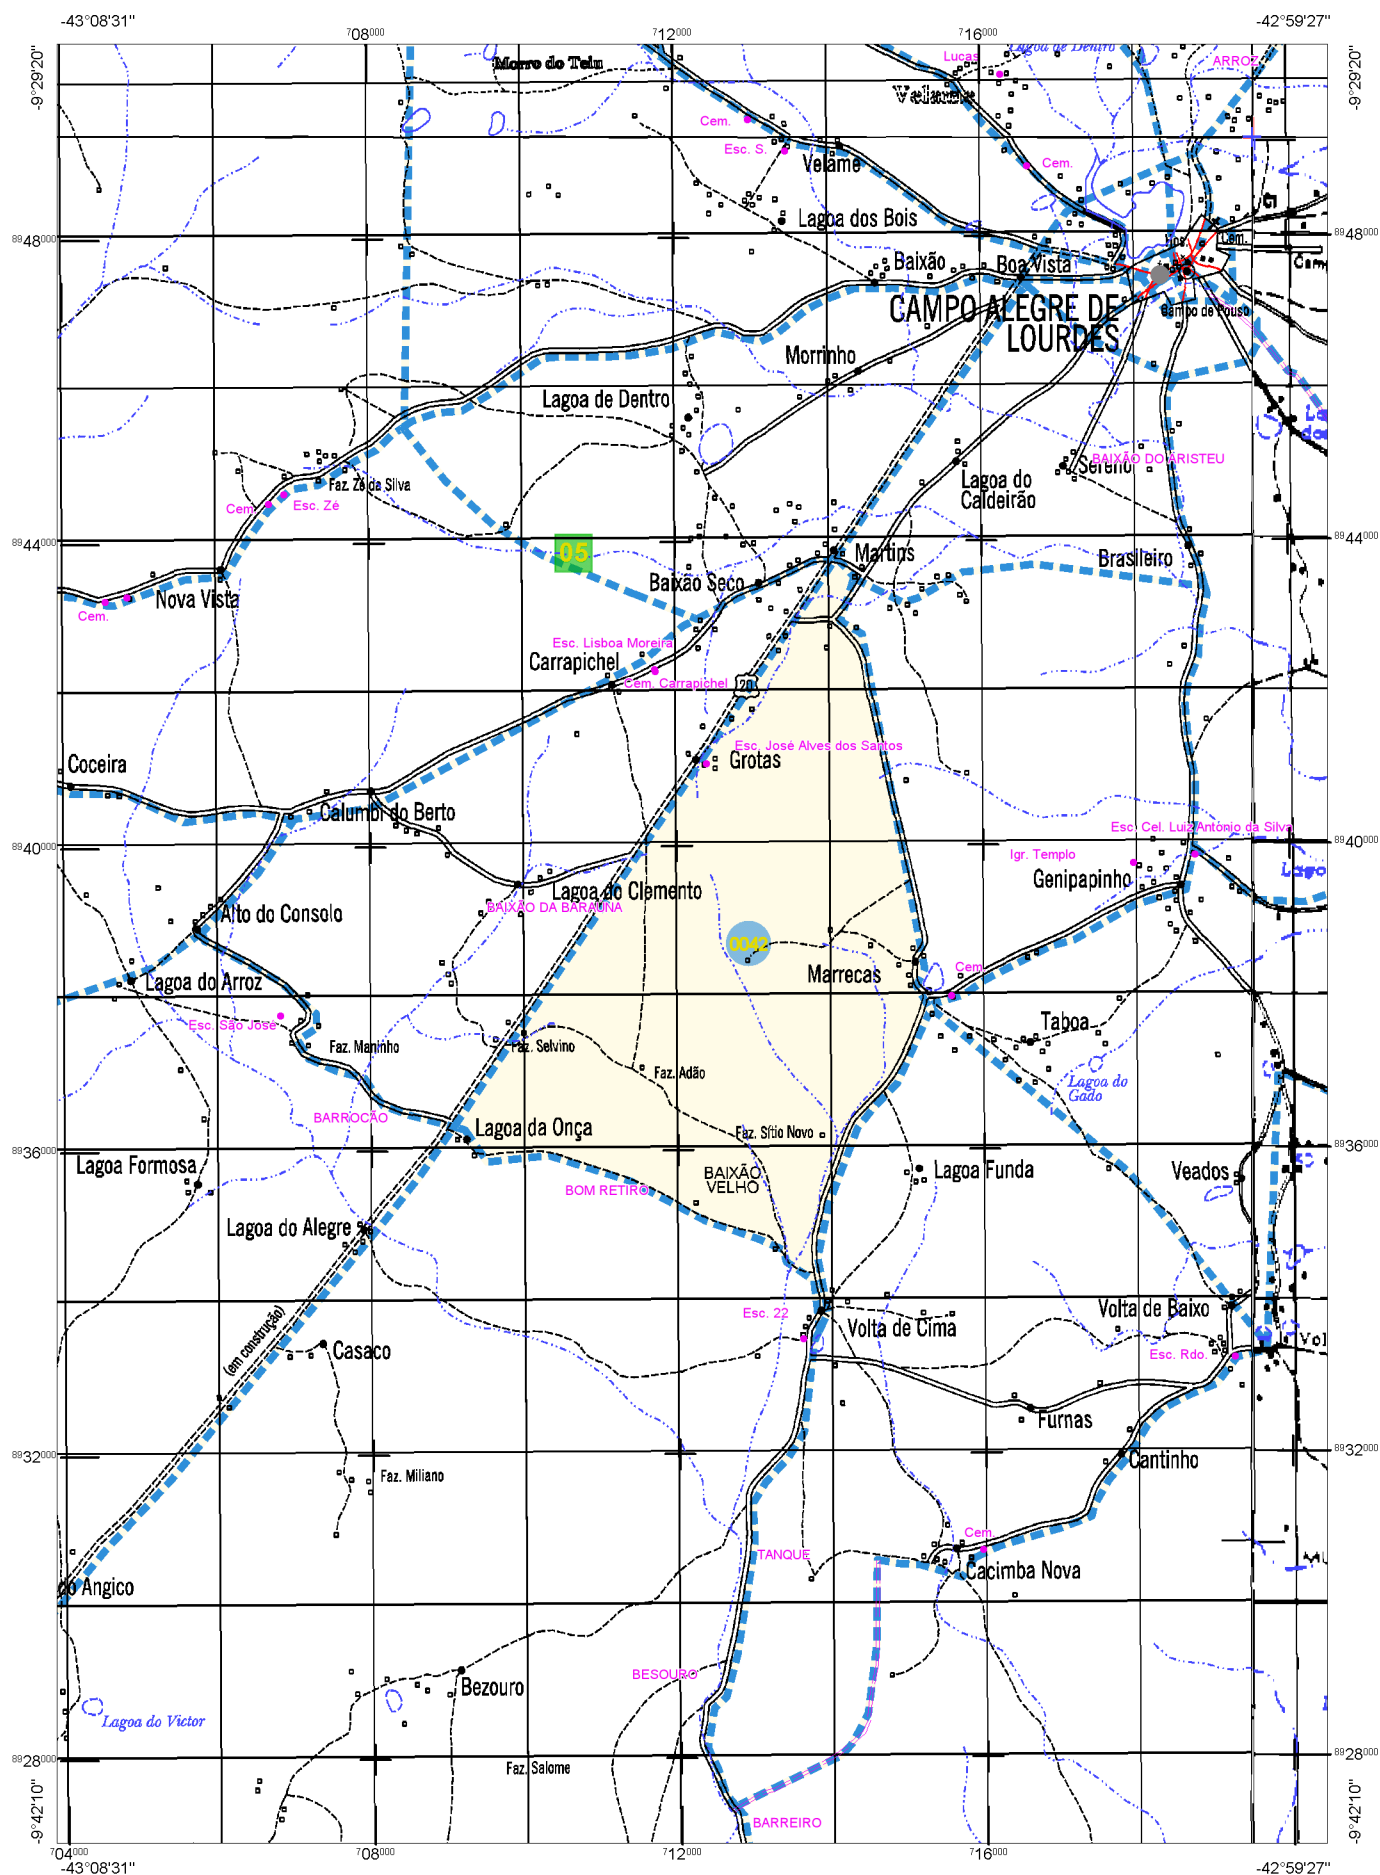 -43°08'31"
-42°59'27"
708000
712000
716000
-9°29'20"
-9°29'20"
Morro do Teiu
Lucas
Lagoa de Dentro
ARROZ
Velame
Cem.
Esc. S.
Velame
Cem.
Lagoa dos Bois
8948000
8948000
Baixão
Boa Vista
Cem.
CAMPO ALEGRE DE
LOURDES
Campo de Pouso
Morrinho
Lagoa de Dentro
BAIXÃO DO ARISTEU
Sereno
Lagoa do
Caldeirão
Faz. Zé da Silva
Cem.
Esc. Zé
8944000
8944000
05
Martins
Brasileiro
Baixão Seco
Nova Vista
Cem.
Esc. Lisboa Moreira
Carrapichel
Cem. Carrapichel
20
Esc. José Alves dos Santos
Grotas
Coceira
Calumbi do Berto
Esc. Cel. Luiz Antônio da Silva
8940000
8940000
Igr. Templo
Genipapinho
Lago
Lagoa do Clemento
BAIXÃO DA BARAUNA
Alto do Consolo
0042
Marrecas
Cem.
Lagoa do Arroz
Esc. São José
Taboa
Faz. Maninho
Faz. Selvino
Faz. Adão
Lagoa do
Gado
BARROCÃO
Lagoa da Onça
Faz. Sítio Novo
8936000
8936000
Lagoa Formosa
BAIXÃO
VELHO
BOM RETIRO
Lagoa Funda
Veados
Lagoa do Alegre
Esc. 22
Volta de Cima
Volta de Baixo
Vol
(em construção)
Casaco
Esc. Rdo.
Furnas
8932000
8932000
Faz. Miliano
Cantinho
Cem.
TANQUE
Cacimba Nova
do Angico
BESOURO
Bezouro
Lagoa do Victor
8928000
8928000
Faz. Salome
BARREIRO
-9°42'10"
-9°42'10"
704000
708000
712000
716000
-43°08'31"
-42°59'27"